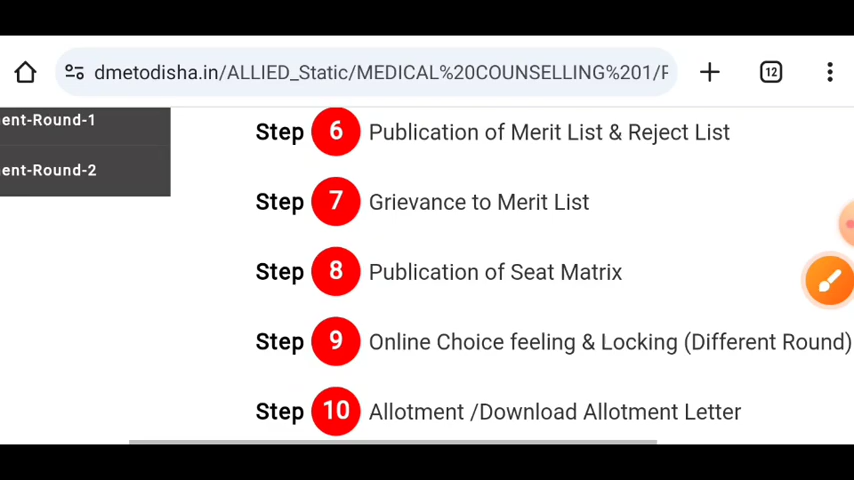 dmetodisha.in/ALLIED_Static/MEDICAL%20COUNSELLING%201/F
12
ent-Round-1
ent-Round-2
Step 6 Publication of Merit List & Reject List
Step 7 Grievance to Merit List
Step 8 Publication of Seat Matrix
Step 9 Online Choice feeling & Locking (Different Round)
Step 10 Allotment /Download Allotment Letter